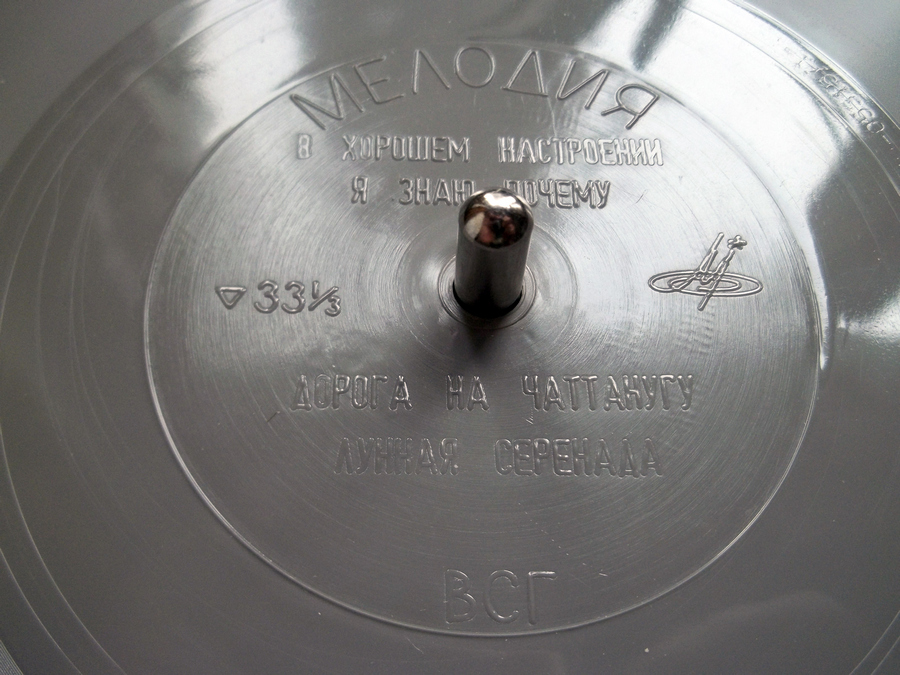 МЕЛОДИЯ
В ХОРОШЕМ НАСТРОЕНИИ
Я ЗНАЮ ПОЧЕМУ
▽33⅓
ДОРОГА НА ЧАТТАНУГУ
ЛУННАЯ СЕРЕНАДА
ВСГ